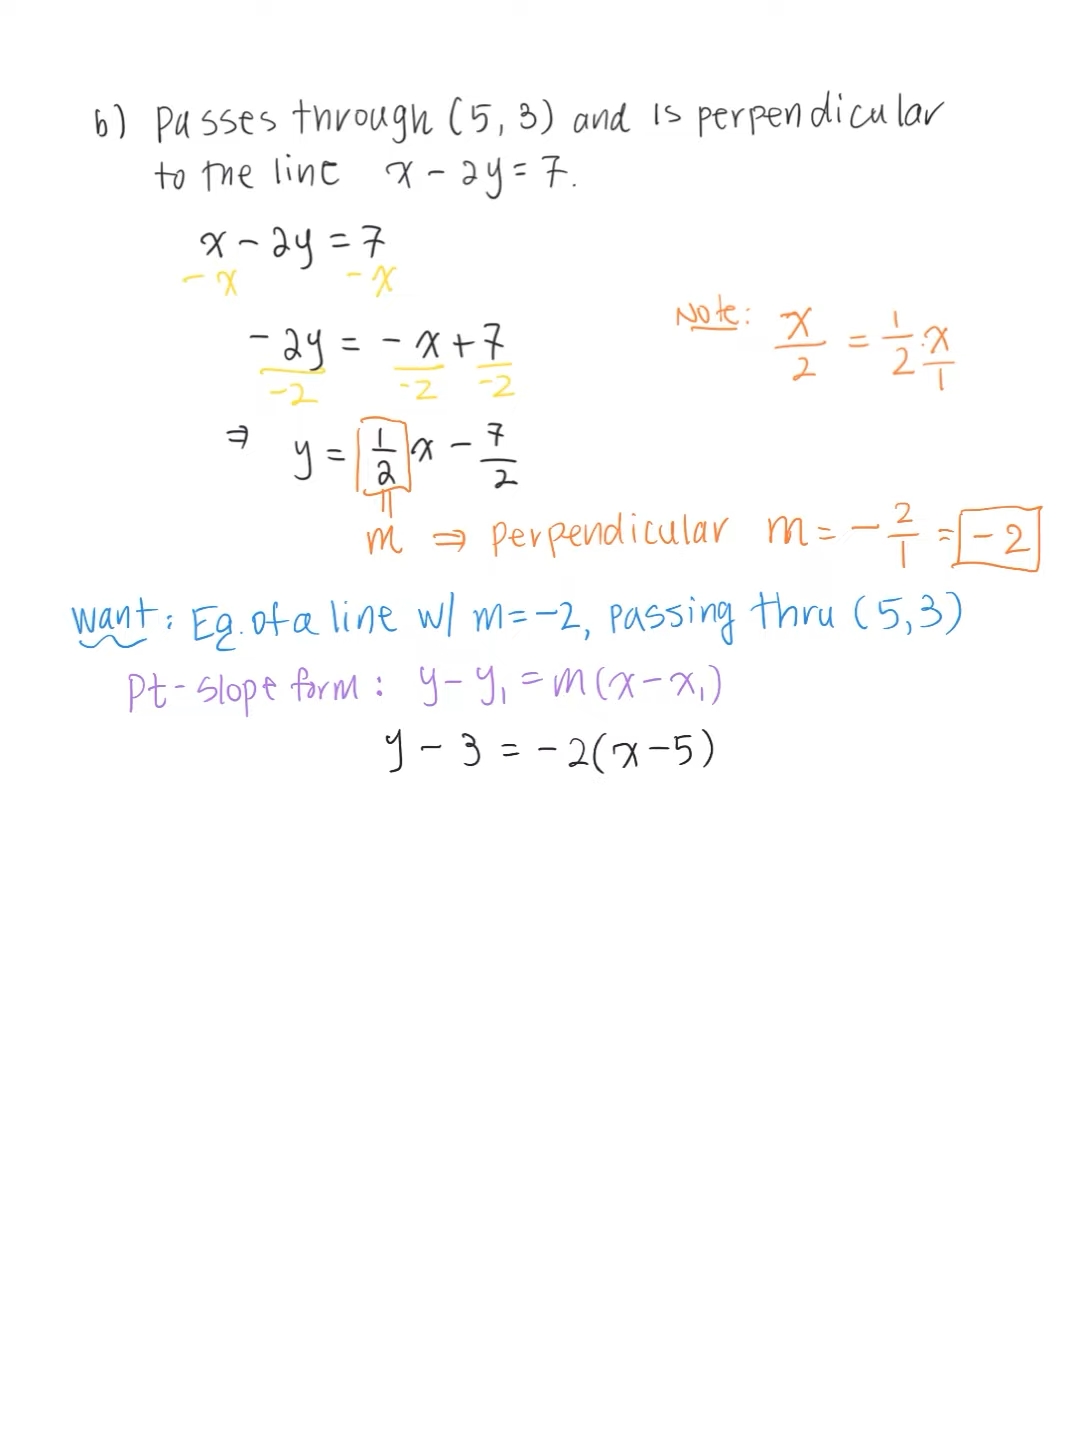 b) Passes through (5, 3) and is perpendicular
to the line x - 2y = 7.
x - 2y = 7
- x - x
- 2y = - x + 7
-2 -2 -2
Note: x/2 = 1/2 · x/1
⇒ y = 1/2 x - 7/2
m ⇒ perpendicular m = - 2/1 = -2
Want: Eq. of a line w/ m = -2, passing thru (5,3)
Pt-slope form: y - y₁ = m(x - x₁)
y - 3 = -2(x - 5)